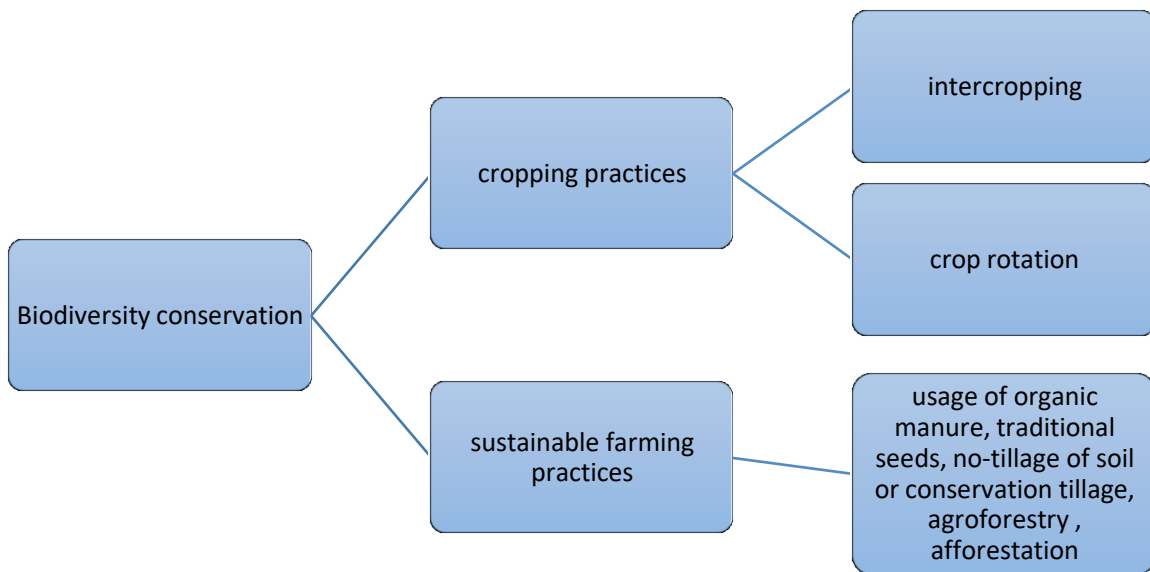 Biodiversity conservation
cropping practices
intercropping
crop rotation
sustainable farming
practices
usage of organic
manure, traditional
seeds, no-tillage of soil
or conservation tillage,
agroforestry ,
afforestation